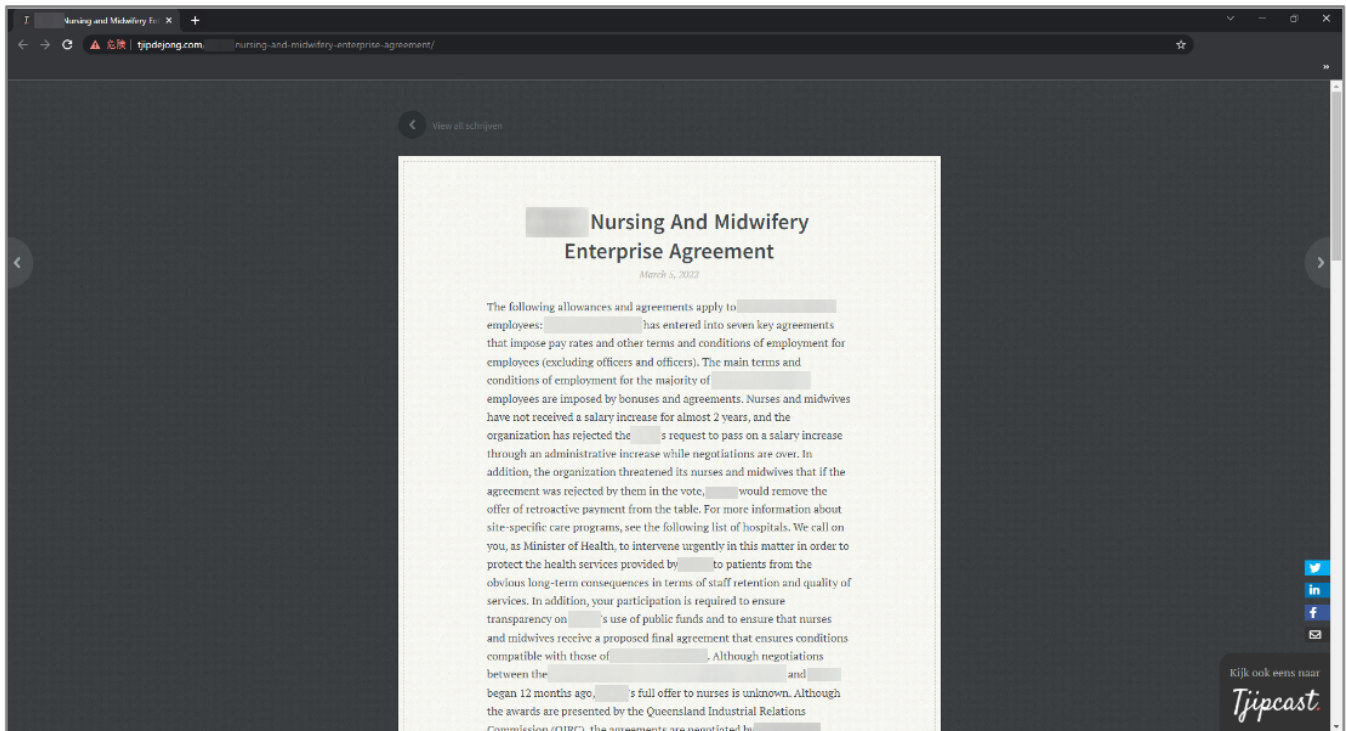 Nursing and Midwifery En
危険 tjipdejong.com/ nursing-and-midwifery-enterprise-agreement/
View all schrijven
Nursing And Midwifery
Enterprise Agreement
March 5, 2022
The following allowances and agreements apply to
employees: has entered into seven key agreements
that impose pay rates and other terms and conditions of employment for
employees (excluding officers and officers). The main terms and
conditions of employment for the majority of
employees are imposed by bonuses and agreements. Nurses and midwives
have not received a salary increase for almost 2 years, and the
organization has rejected the s request to pass on a salary increase
through an administrative increase while negotiations are over. In
addition, the organization threatened its nurses and midwives that if the
agreement was rejected by them in the vote, would remove the
offer of retroactive payment from the table. For more information about
site-specific care programs, see the following list of hospitals. We call on
you, as Minister of Health, to intervene urgently in this matter in order to
protect the health services provided by to patients from the
obvious long-term consequences in terms of staff retention and quality of
services. In addition, your participation is required to ensure
transparency on 's use of public funds and to ensure that nurses
and midwives receive a proposed final agreement that ensures conditions
compatible with those of . Although negotiations
between the and
began 12 months ago, 's full offer to nurses is unknown. Although
the awards are presented by the Queensland Industrial Relations
Commission (QIRC), the agreements are negotiated by
Kijk ook eens naar
Tjipcast.